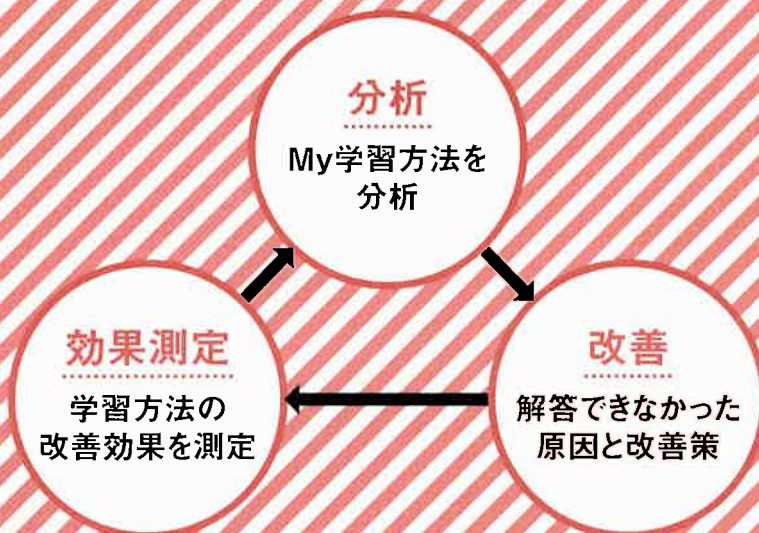 分析
My学習方法を
分析
効果測定
学習方法の
改善効果を測定
改善
解答できなかった
原因と改善策